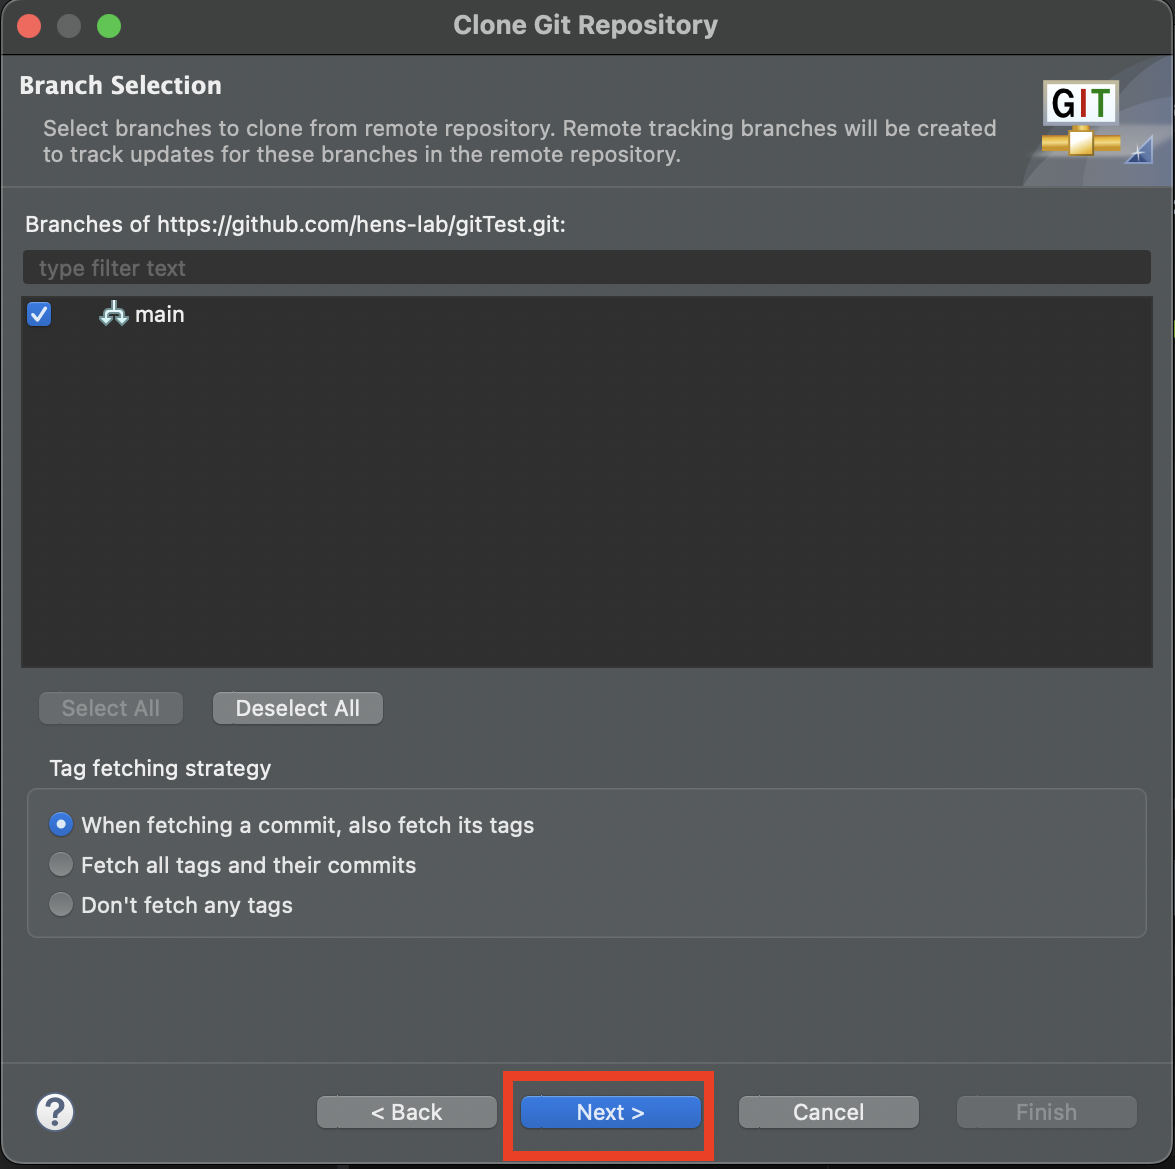 Clone Git Repository
Branch Selection
GIT
Select branches to clone from remote repository. Remote tracking branches will be created
to track updates for these branches in the remote repository.
Branches of https://github.com/hens-lab/gitTest.git:
type filter text
main
Select All
Deselect All
Tag fetching strategy
When fetching a commit, also fetch its tags
Fetch all tags and their commits
Don't fetch any tags
?
< Back
Next >
Cancel
Finish